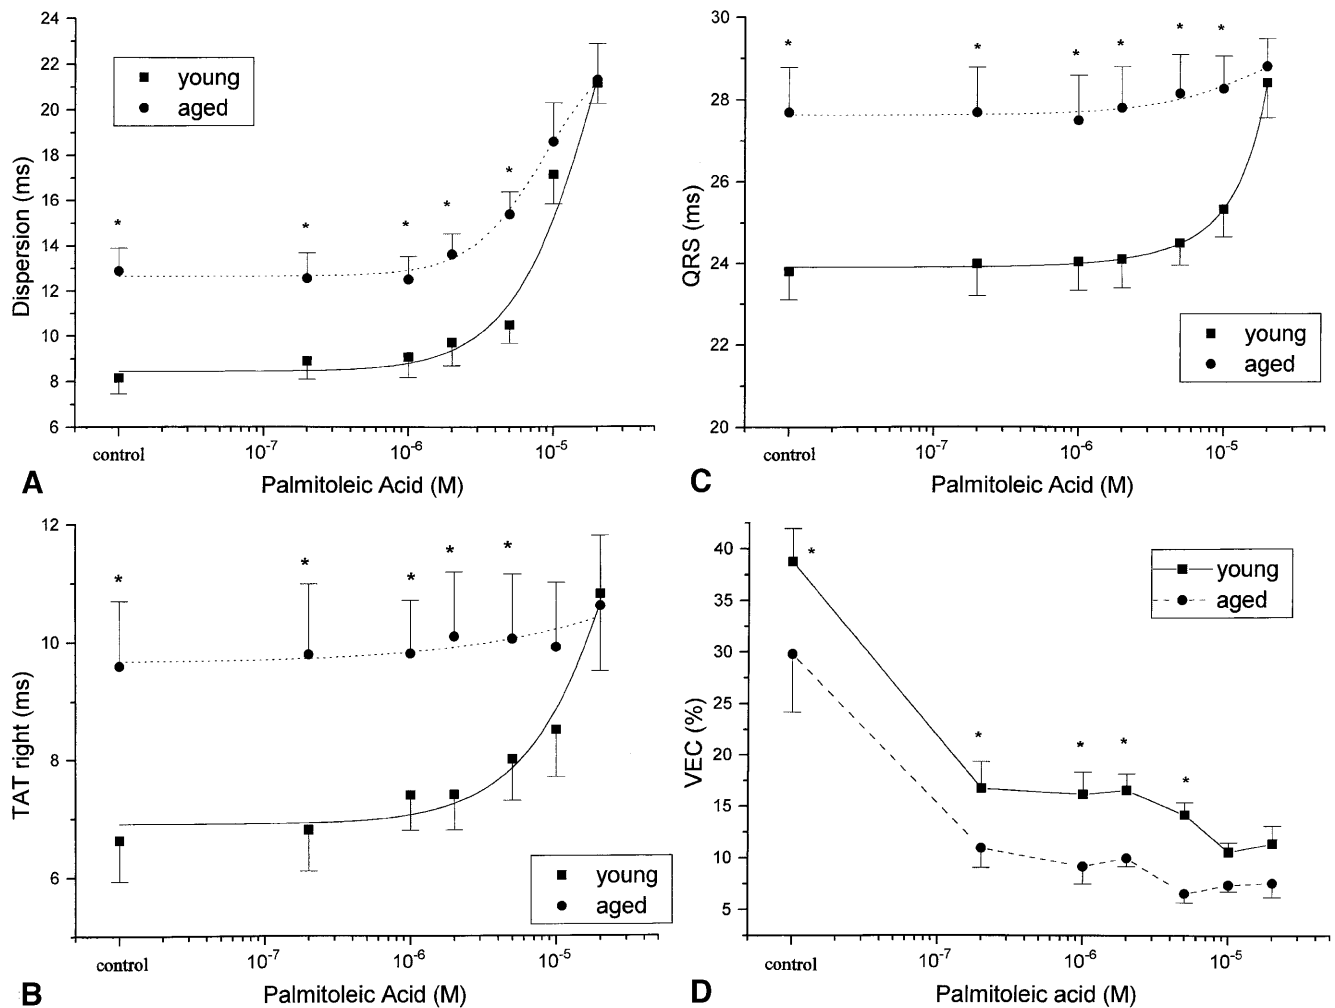 24
22
20
18
16
14
12
10
8
6
Dispersion (ms)
young
aged
* * * * *
control 10-7 10-6 10-5
A Palmitoleic Acid (M)
30
28
26
24
22
20
QRS (ms)
* * * * * *
young
aged
control 10-7 10-6 10-5
C Palmitoleic Acid (M)
12
10
8
6
TAT right (ms)
* * * * *
young
aged
control 10-7 10-6 10-5
B Palmitoleic Acid (M)
40
35
30
25
20
15
10
5
VEC (%)
* * * * *
young
aged
control 10-7 10-6 10-5
D Palmitoleic acid (M)